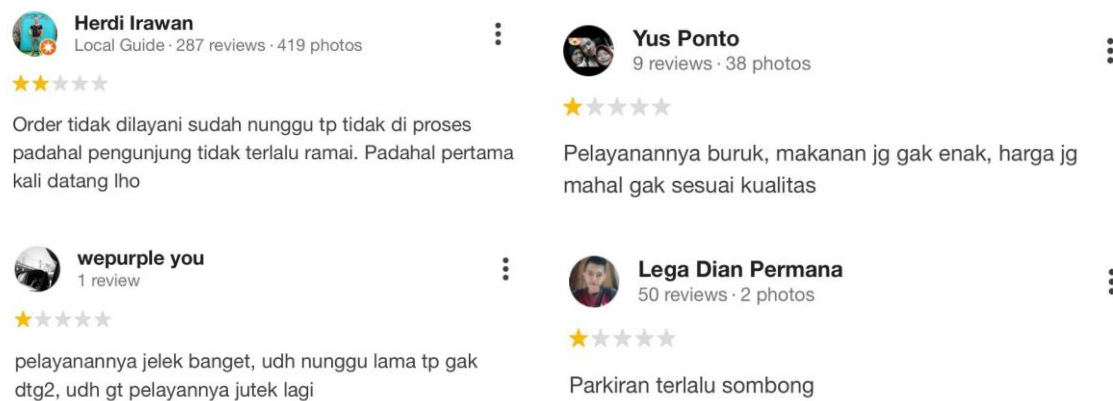 Herdi Irawan
Local Guide · 287 reviews · 419 photos
Order tidak dilayani sudah nunggu tp tidak di proses
padahal pengunjung tidak terlalu ramai. Padahal pertama
kali datang lho
Yus Ponto
9 reviews · 38 photos
Pelayanannya buruk, makanan jg gak enak, harga jg
mahal gak sesuai kualitas
wepurple you
1 review
pelayanannya jelek banget, udh nunggu lama tp gak
dtg2, udh gt pelayannya jutek lagi
Lega Dian Permana
50 reviews · 2 photos
Parkiran terlalu sombong